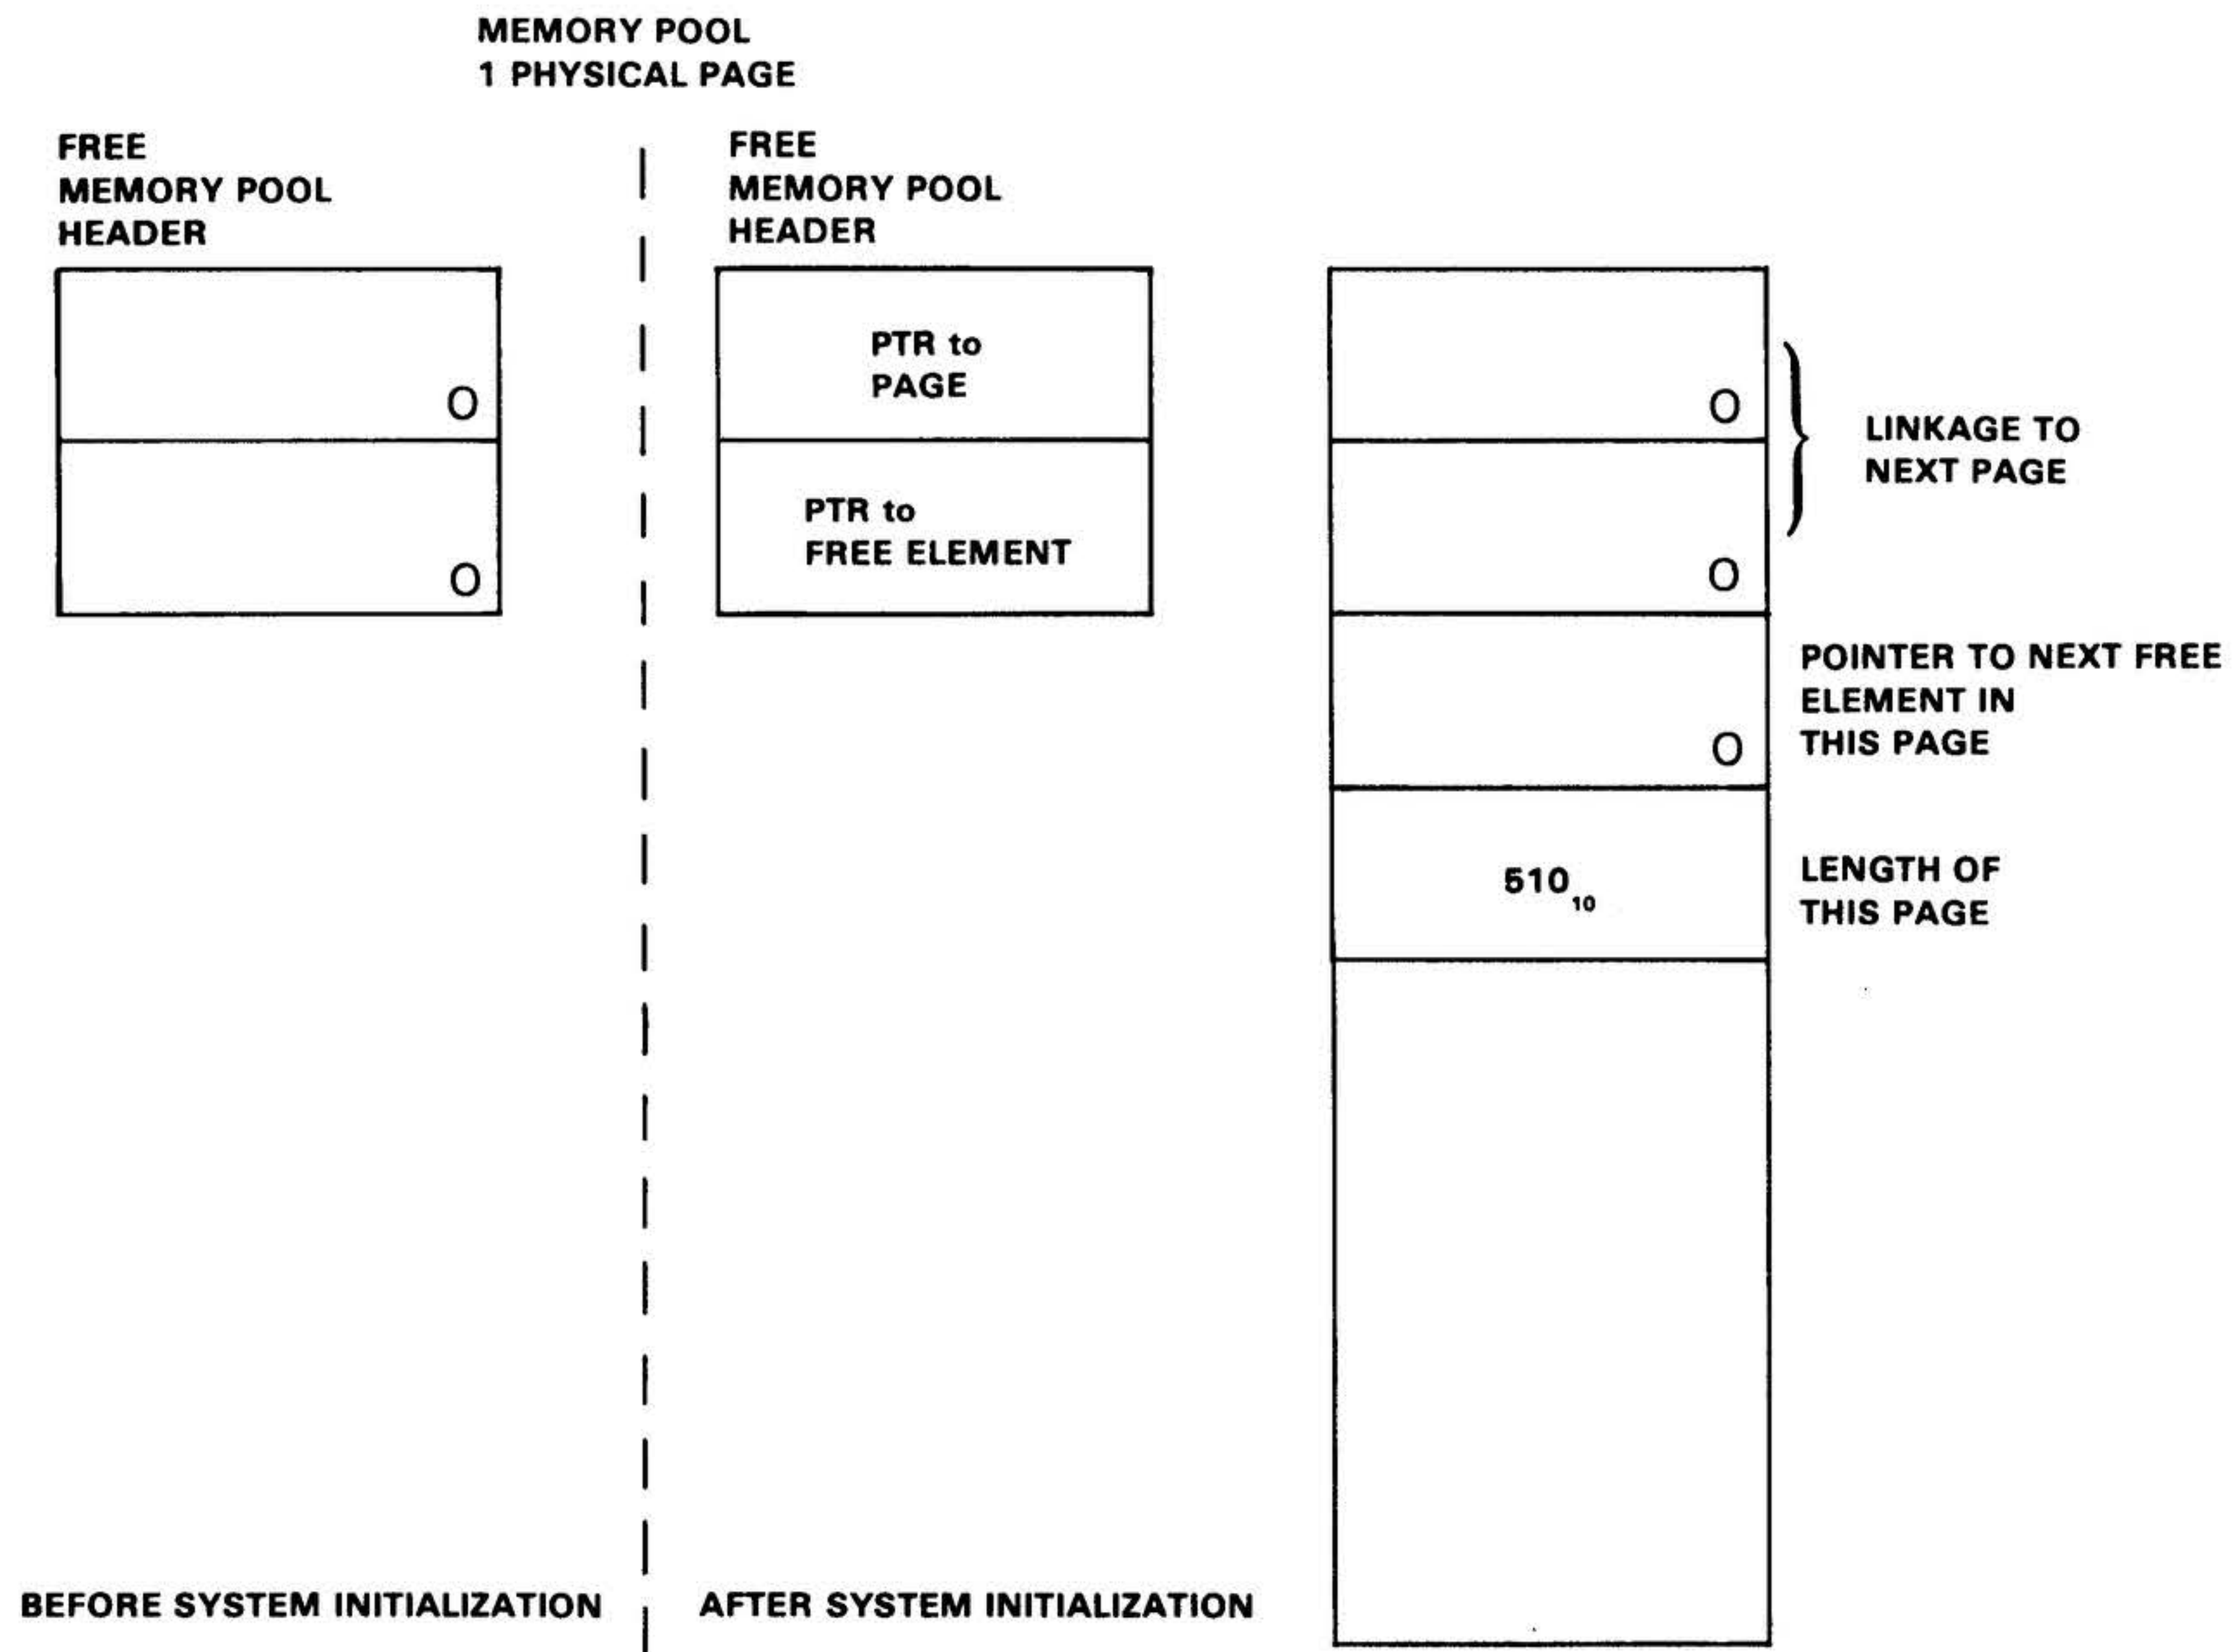 MEMORY POOL
1 PHYSICAL PAGE
FREE
MEMORY POOL
HEADER
O
O
FREE
MEMORY POOL
HEADER
PTR to
PAGE
PTR to
FREE ELEMENT
O
O
LINKAGE TO
NEXT PAGE
O
POINTER TO NEXT FREE
ELEMENT IN
THIS PAGE
510₁₀
LENGTH OF
THIS PAGE
BEFORE SYSTEM INITIALIZATION
AFTER SYSTEM INITIALIZATION